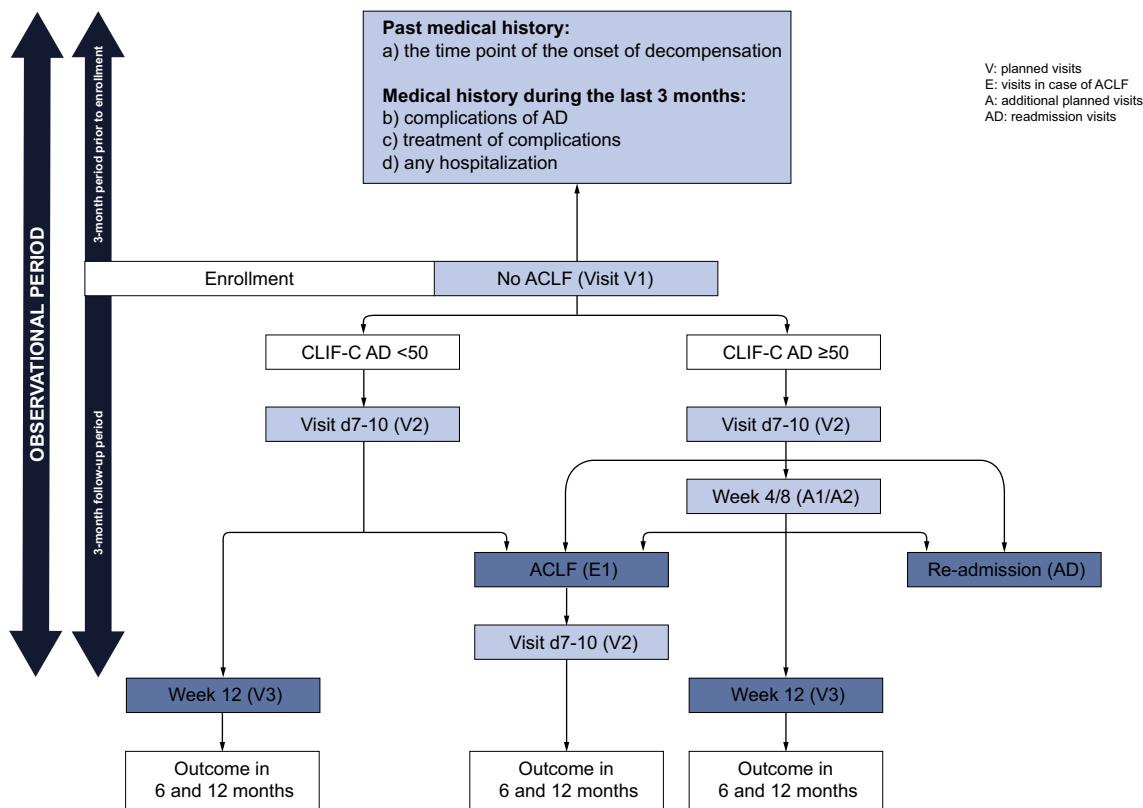 Past medical history:
a) the time point of the onset of decompensation
Medical history during the last 3 months:
b) complications of AD
c) treatment of complications
d) any hospitalization
V: planned visits
E: visits in case of ACLF
A: additional planned visits
AD: readmission visits
OBSERVATIONAL PERIOD
3-month period prior to enrollment
3-month follow-up period
Enrollment
No ACLF (Visit V1)
CLIF-C AD <50
CLIF-C AD ≥50
Visit d7-10 (V2)
Visit d7-10 (V2)
Week 4/8 (A1/A2)
ACLF (E1)
Re-admission (AD)
Visit d7-10 (V2)
Week 12 (V3)
Week 12 (V3)
Outcome in
6 and 12 months
Outcome in
6 and 12 months
Outcome in
6 and 12 months